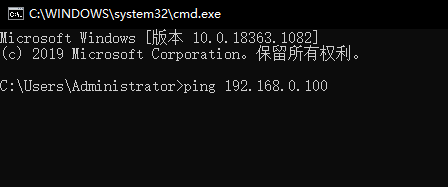 C:\WINDOWS\system32\cmd.exe
Microsoft Windows [版本 10.0.18363.1082]
(c) 2019 Microsoft Corporation。保留所有权利。
C:\Users\Administrator>ping 192.168.0.100